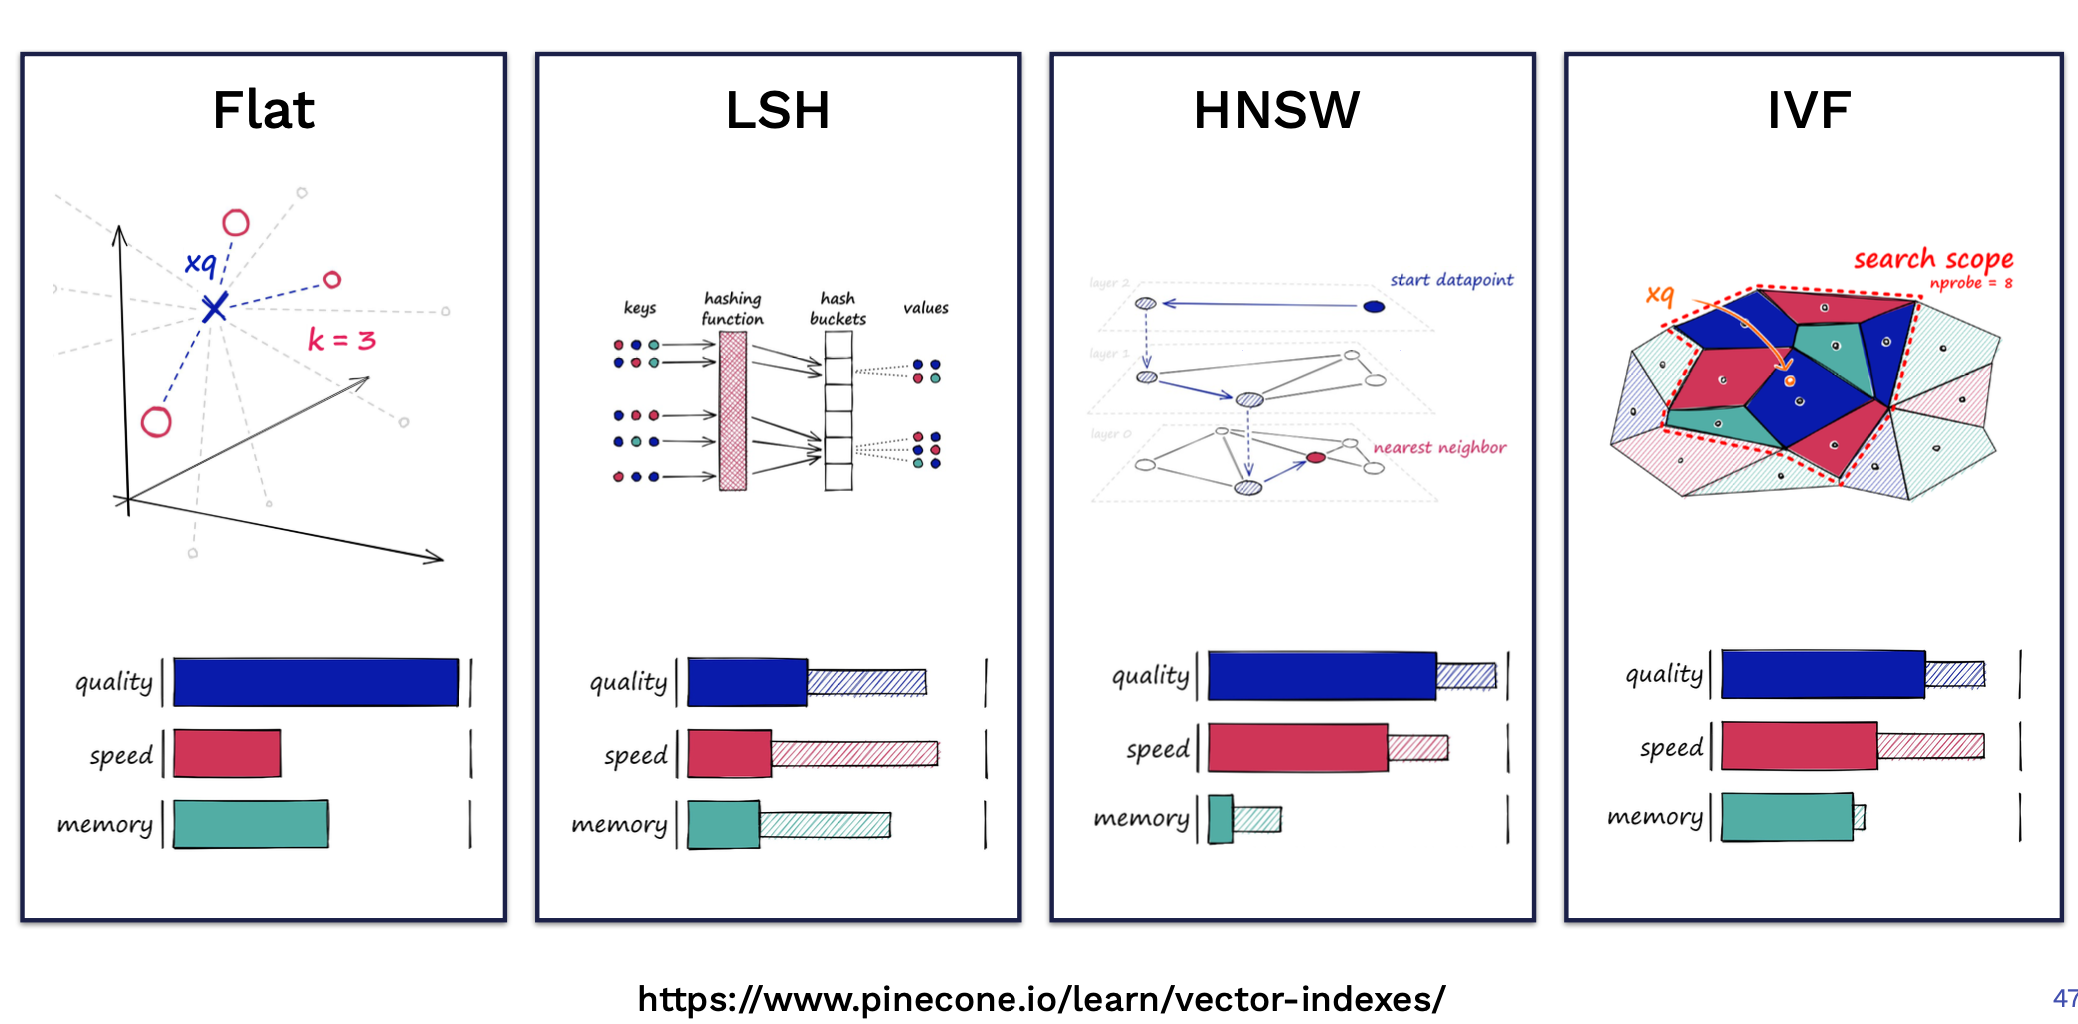 Flat
xq
k = 3
quality
speed
memory
LSH
keys
hashing
function
hash
buckets
values
quality
speed
memory
HNSW
layer 2
start datapoint
layer 1
layer 0
nearest neighbor
quality
speed
memory
IVF
search scope
nprobe = 8
xq
quality
speed
memory
https://www.pinecone.io/learn/vector-indexes/
47